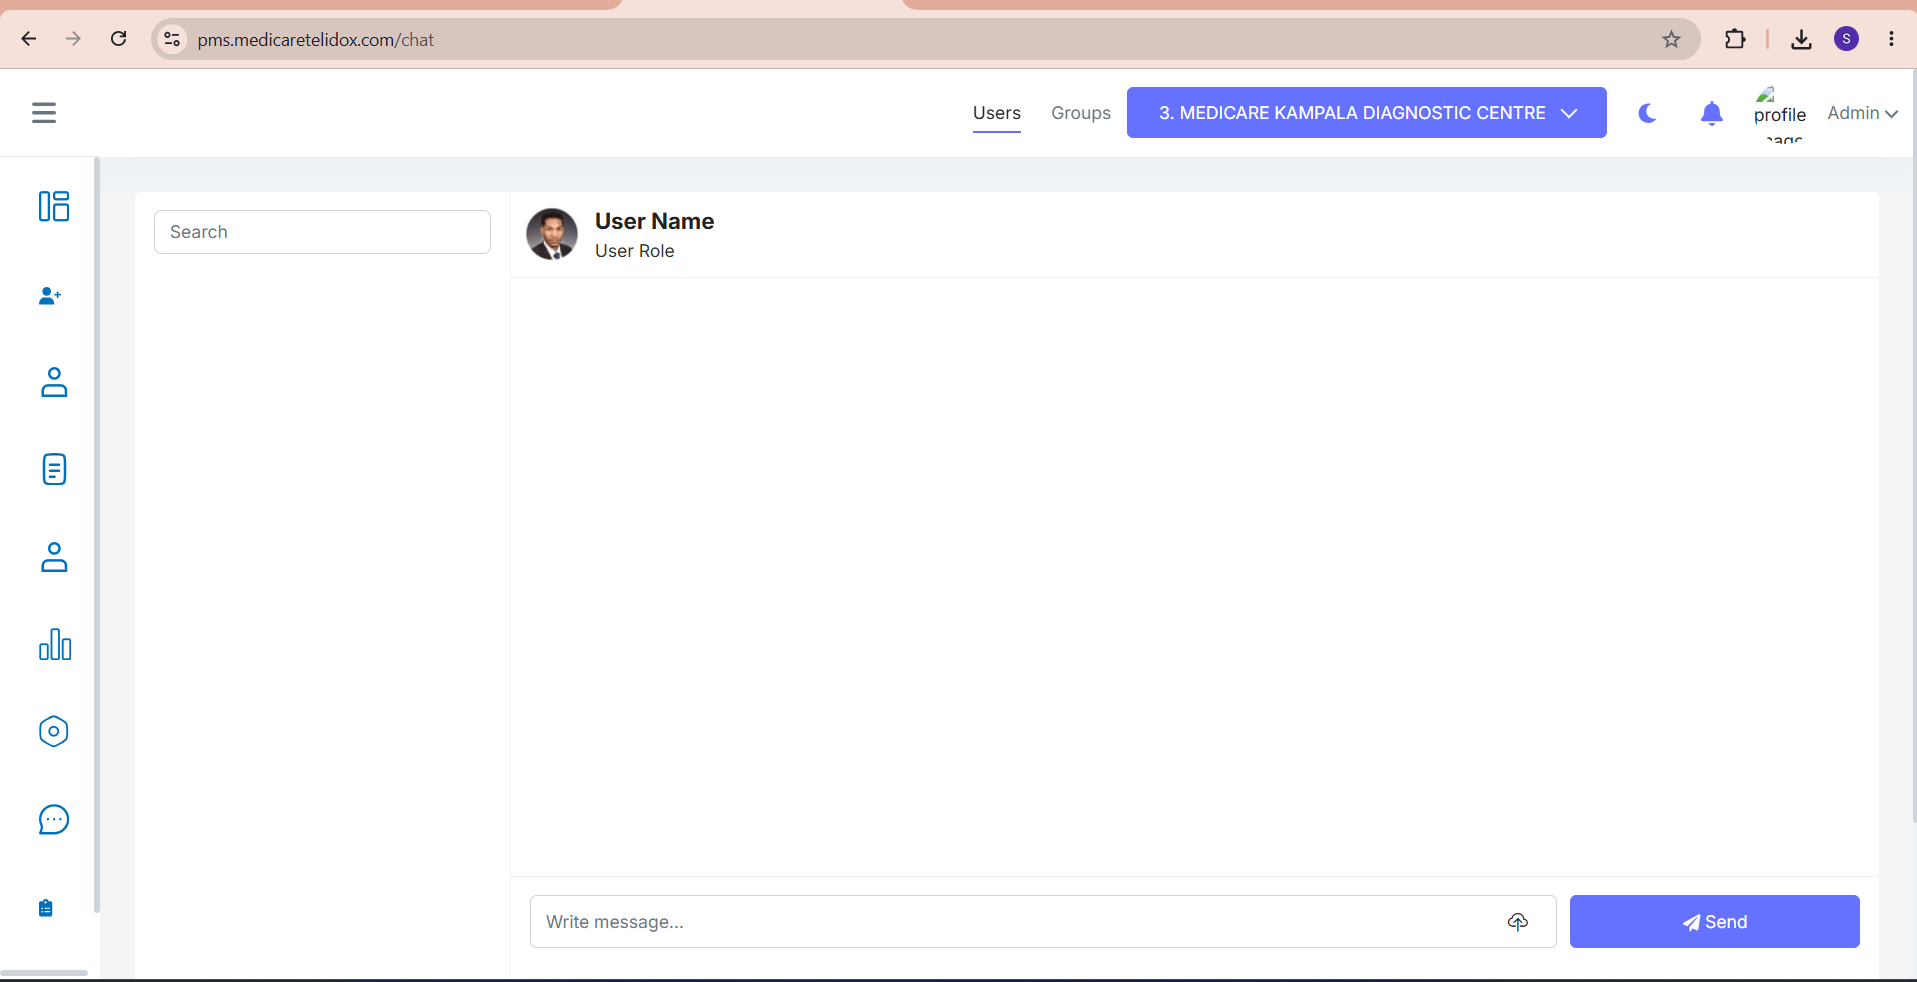 pms.medicaretelidox.com/chat
S
Users
Groups
3. MEDICARE KAMPALA DIAGNOSTIC CENTRE
profile
Admin
Search
User Name
User Role
Write message...
Send